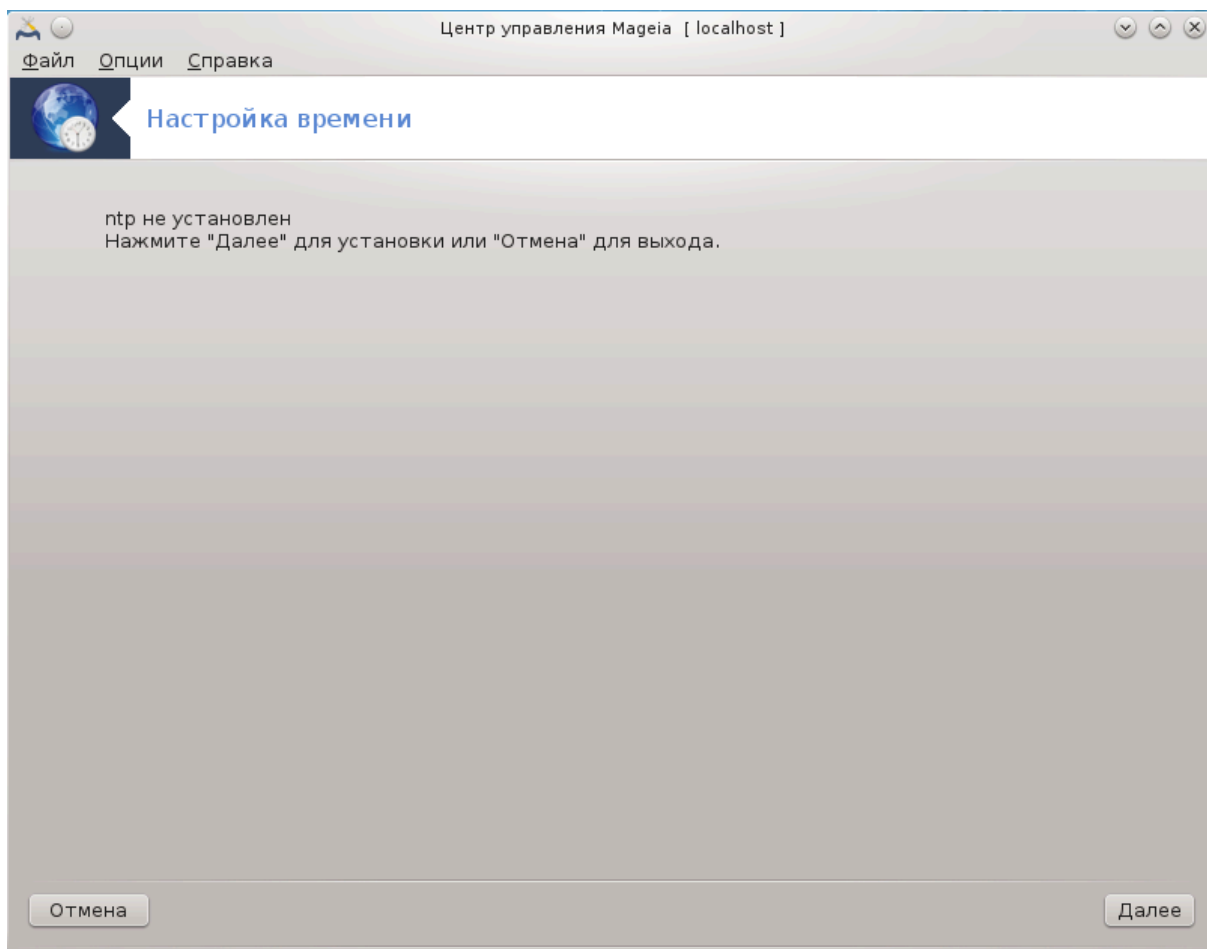 Центр управления Mageia [ localhost ]
Файл Опции Справка
Настройка времени
ntp не установлен
Нажмите "Далее" для установки или "Отмена" для выхода.
Отмена Далее